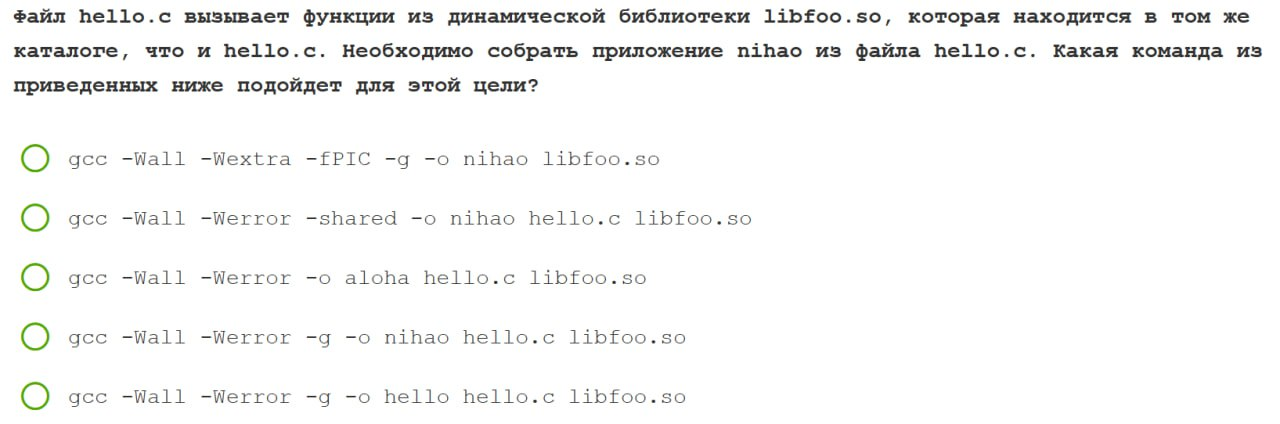 Файл hello.c вызывает функции из динамической библиотеки libfoo.so, которая находится в том же
каталоге, что и hello.c. Необходимо собрать приложение nihao из файла hello.c. Какая команда из
приведенных ниже подойдет для этой цели?
gcc -Wall -Wextra -fPIC -g -o nihao libfoo.so
gcc -Wall -Werror -shared -o nihao hello.c libfoo.so
gcc -Wall -Werror -o aloha hello.c libfoo.so
gcc -Wall -Werror -g -o nihao hello.c libfoo.so
gcc -Wall -Werror -g -o hello hello.c libfoo.so